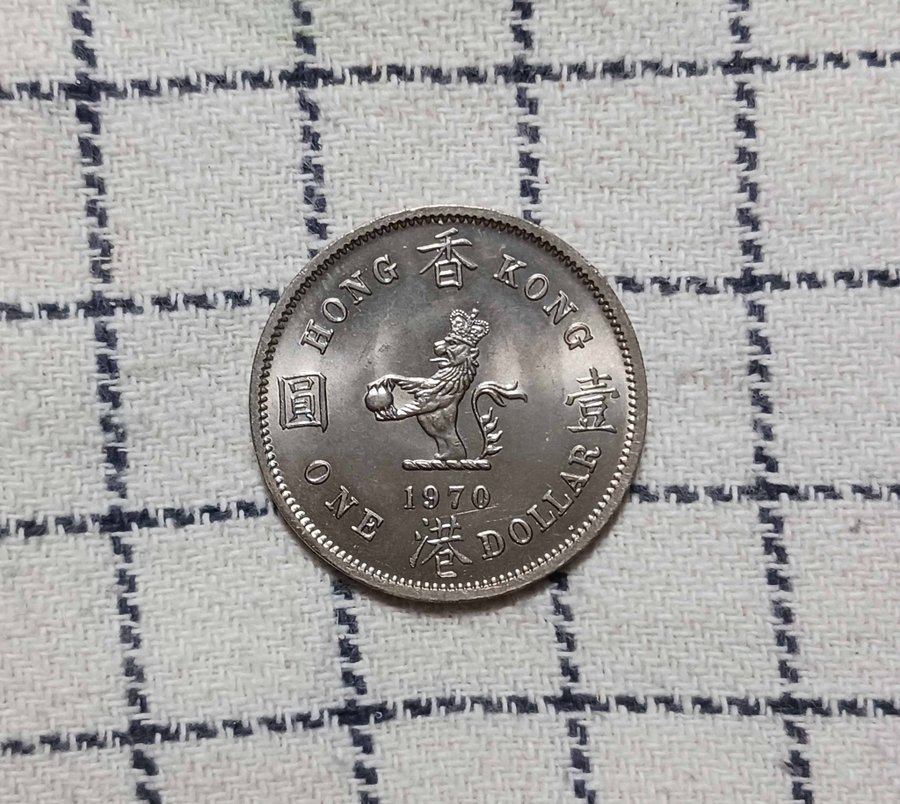 HONG KONG
香港
壹圓
1970
ONE DOLLAR